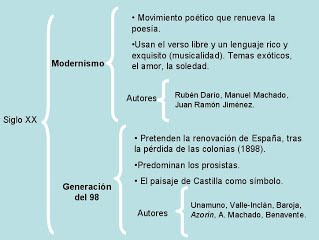 • Movimiento poético que renueva la
poesía.
•Usan el verso libre y un lenguaje rico y
exquisito (musicalidad). Temas exóticos,
el amor, la soledad.
Modernismo
Autores
Rubén Darío, Manuel Machado,
Juan Ramón Jiménez.
Siglo XX
• Pretenden la renovación de España, tras
la pérdida de las colonias (1898).
•Predominan los prosistas.
• El paisaje de Castilla como símbolo.
Generación
del 98
Autores
Unamuno, Valle-Inclán, Baroja,
Azorín, A. Machado, Benavente.